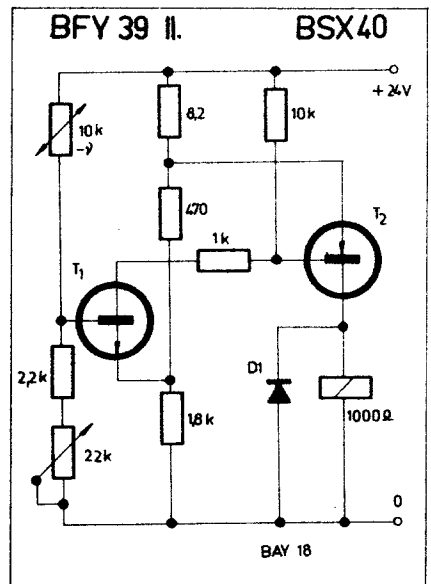 BFY 39 II. BSX40
+ 24V
10k
-ϑ
8,2
10k
470
T2
1k
T1
2,2k
D1
1,8k
1000Ω
22k
0
BAY 18